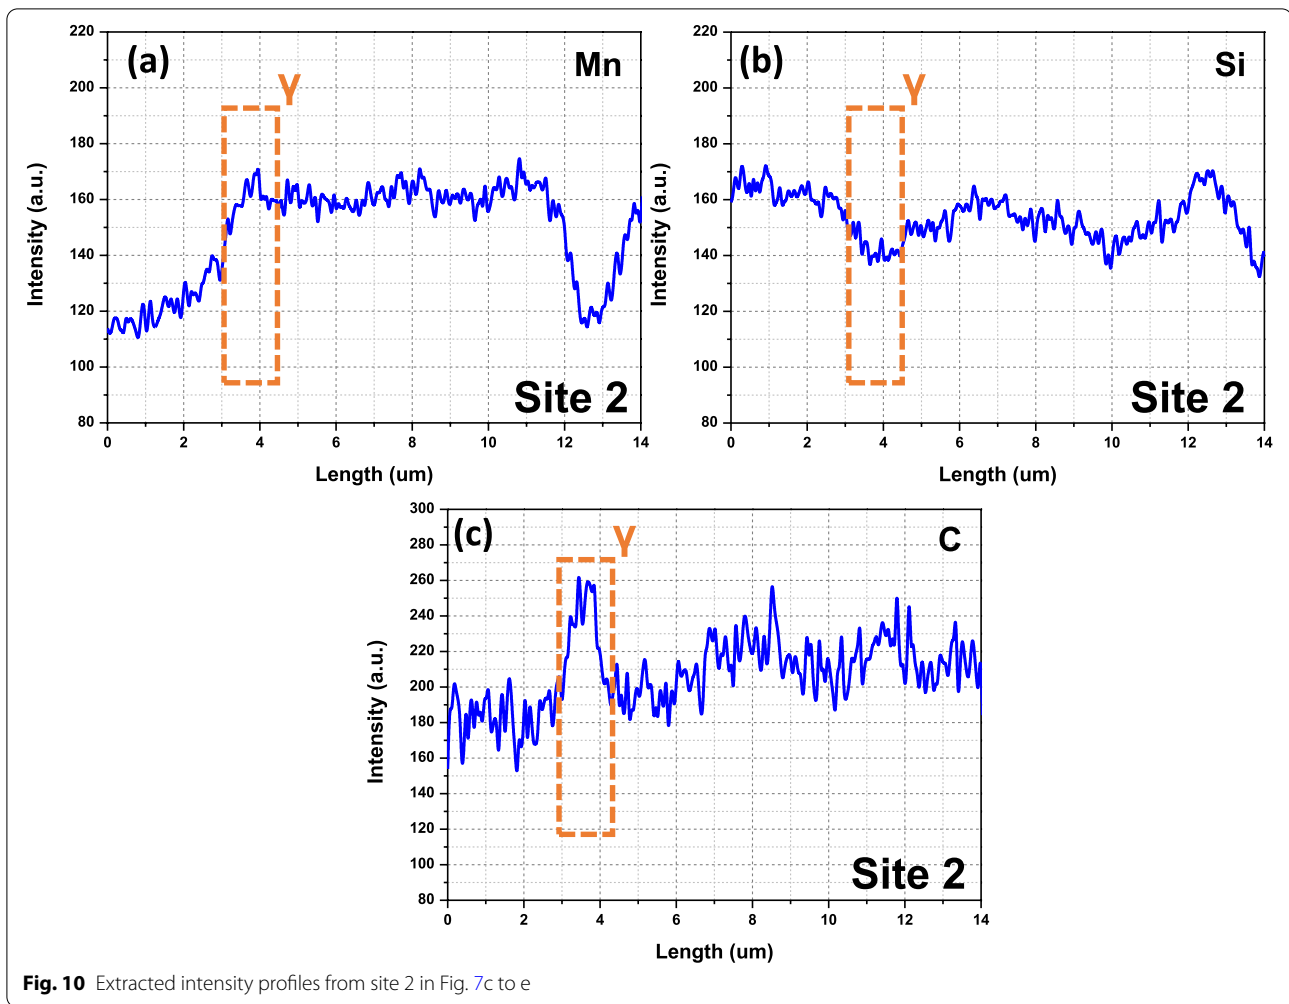 (a)
Mn
γ
220
200
180
160
140
120
100
80
Intensity (a.u.)
0 2 4 6 8 10 12 14
Length (um)
Site 2
(b)
Si
γ
220
200
180
160
140
120
100
80
Intensity (a.u.)
0 2 4 6 8 10 12 14
Length (um)
Site 2
(c)
C
γ
300
280
260
240
220
200
180
160
140
120
100
80
Intensity (a.u.)
0 2 4 6 8 10 12 14
Length (um)
Site 2
Fig. 10 Extracted intensity profiles from site 2 in Fig. 7c to e